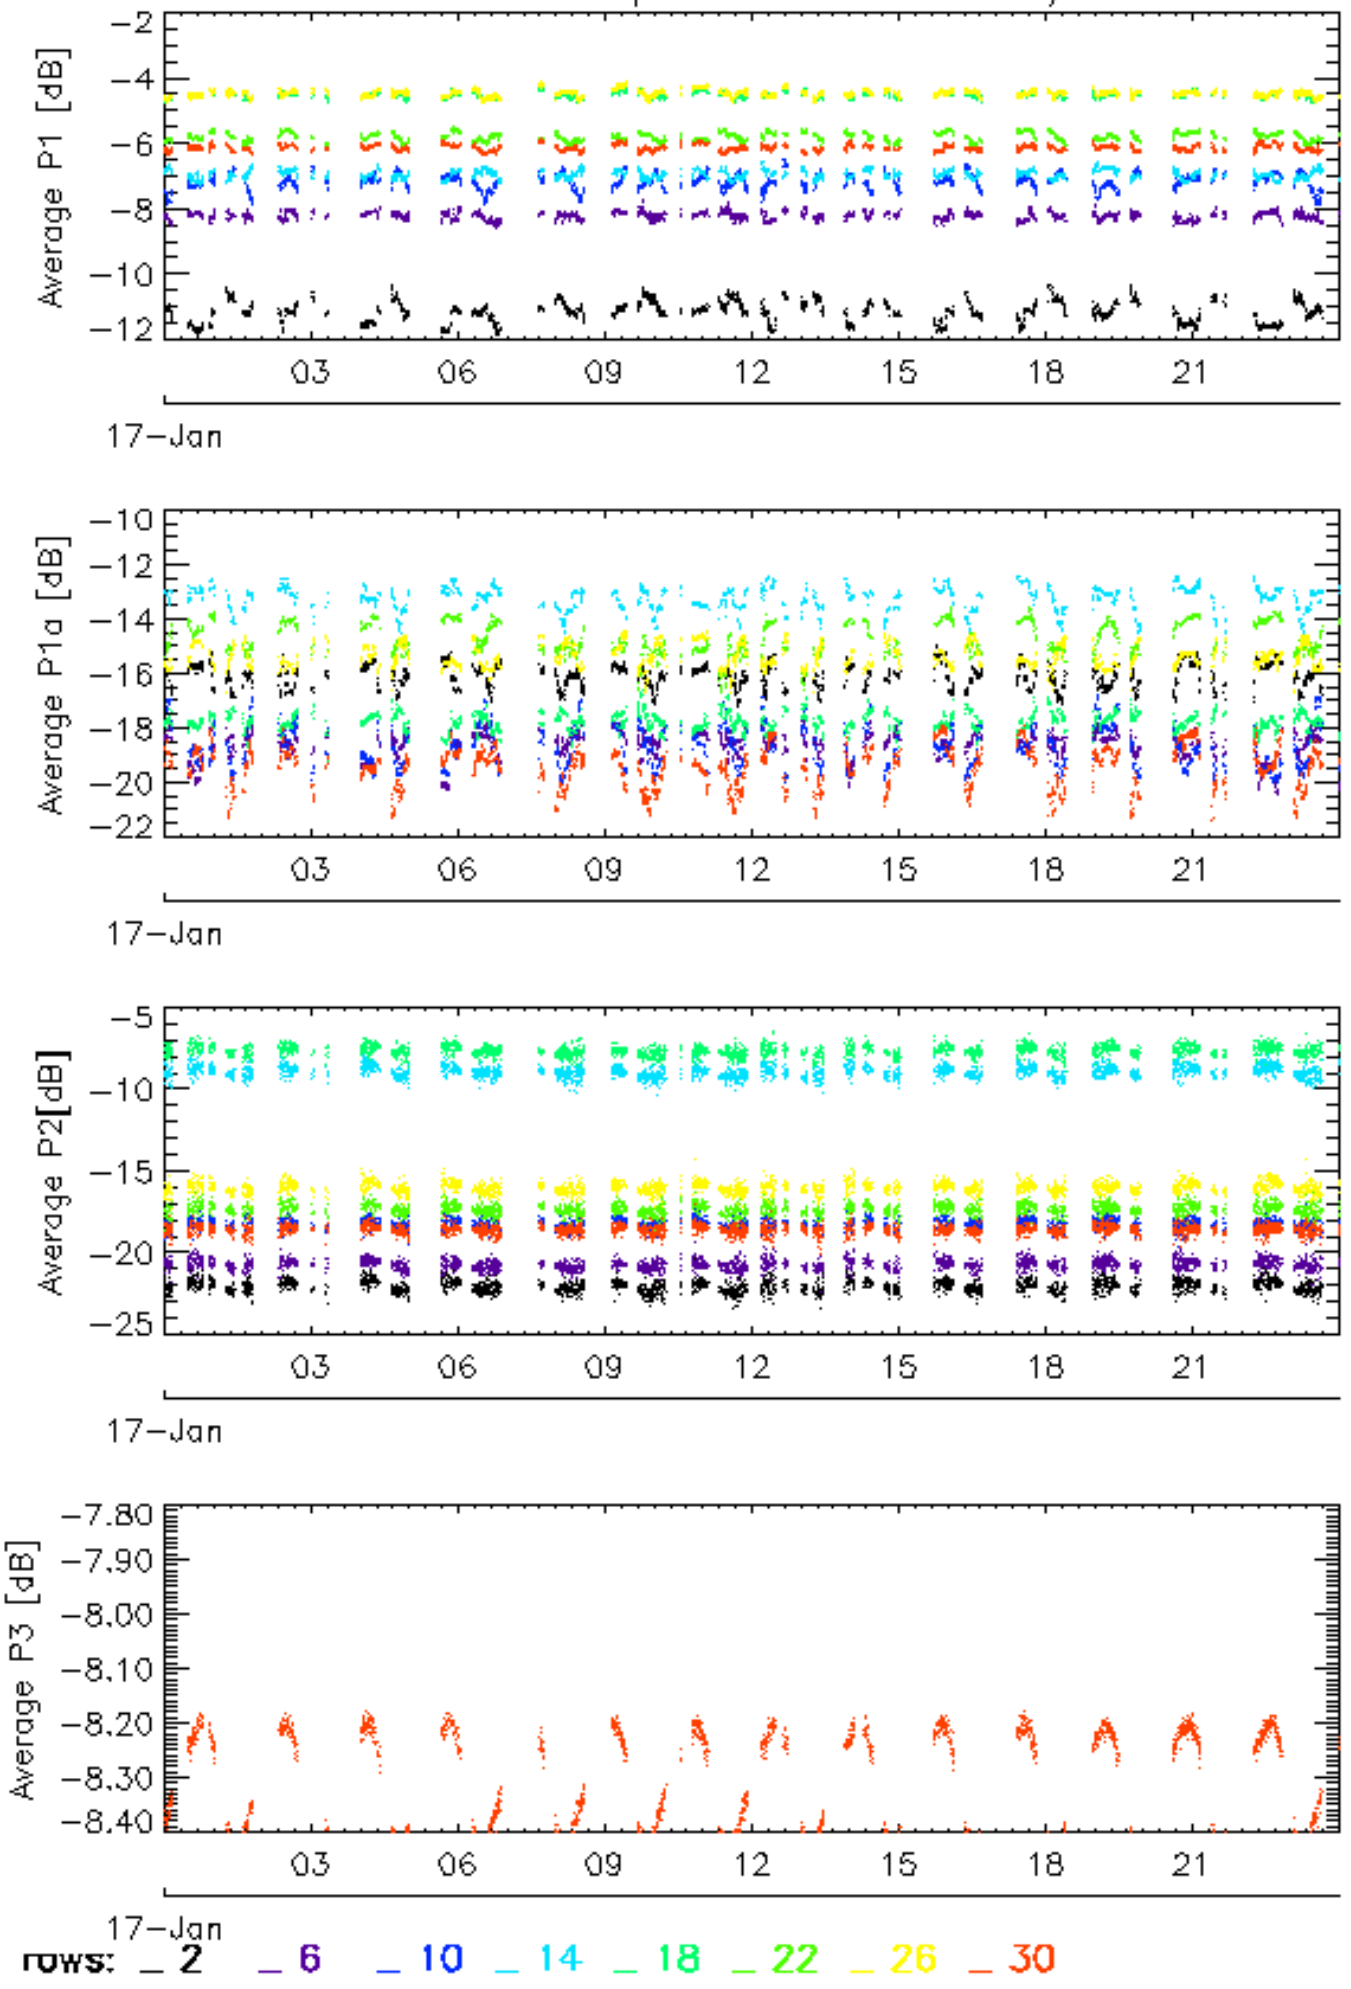 Average P1 [dB]
-2
-4
-6
-8
-10
-12
03 06 09 12 15 18 21
17-Jan
Average P1a [dB]
-10
-12
-14
-16
-18
-20
-22
03 06 09 12 15 18 21
17-Jan
Average P2[dB]
-5
-10
-15
-20
-25
03 06 09 12 15 18 21
17-Jan
Average P3 [dB]
-7.80
-7.90
-8.00
-8.10
-8.20
-8.30
-8.40
03 06 09 12 15 18 21
17-Jan
rows: _ 2 _ 6 _ 10 _ 14 _ 18 _ 22 _ 26 _ 30